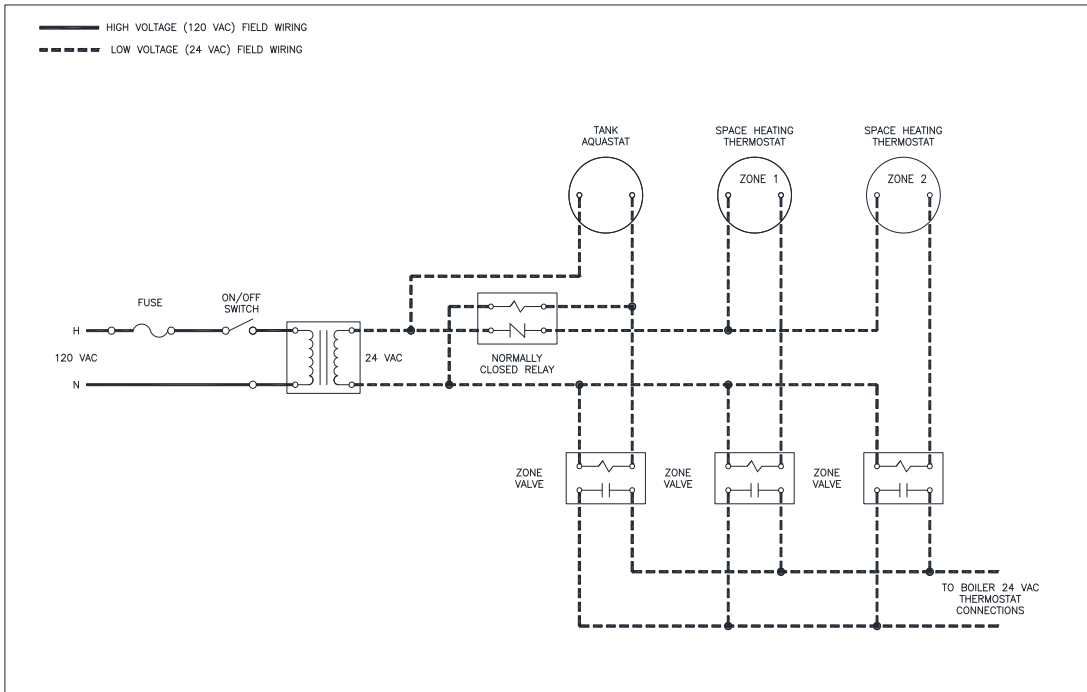 HIGH VOLTAGE (120 VAC) FIELD WIRING
LOW VOLTAGE (24 VAC) FIELD WIRING
TANK
AQUASTAT
SPACE HEATING
THERMOSTAT
SPACE HEATING
THERMOSTAT
ZONE 1
ZONE 2
FUSE
ON/OFF
SWITCH
H
120 VAC
N
24 VAC
NORMALLY
CLOSED RELAY
ZONE
VALVE
ZONE
VALVE
ZONE
VALVE
TO BOILER 24 VAC
THERMOSTAT
CONNECTIONS